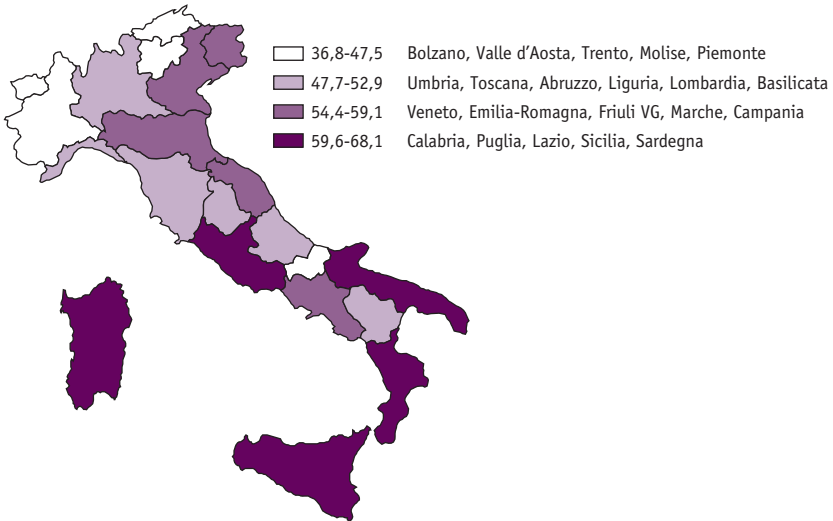 36,8-47,5 Bolzano, Valle d'Aosta, Trento, Molise, Piemonte
47,7-52,9 Umbria, Toscana, Abruzzo, Liguria, Lombardia, Basilicata
54,4-59,1 Veneto, Emilia-Romagna, Friuli VG, Marche, Campania
59,6-68,1 Calabria, Puglia, Lazio, Sicilia, Sardegna